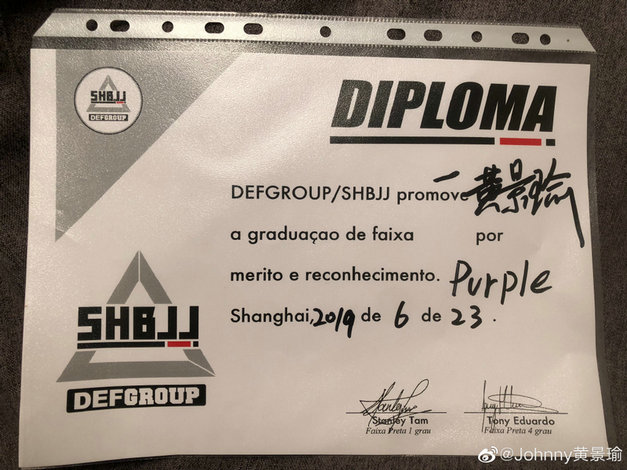 SHBJJ
DEFGROUP
DIPLOMA
DEFGROUP/SHBJJ promove 黄景瑜
a graduaçao de faixa por
merito e reconhecimento. Purple
Shanghai,2019 de 6 de 23.
SHBJJ
DEFGROUP
Stanley Tam
Tony Eduardo
Faixa Preta 1 grau
Faixa Preta 4 grau
@Johnny黄景瑜